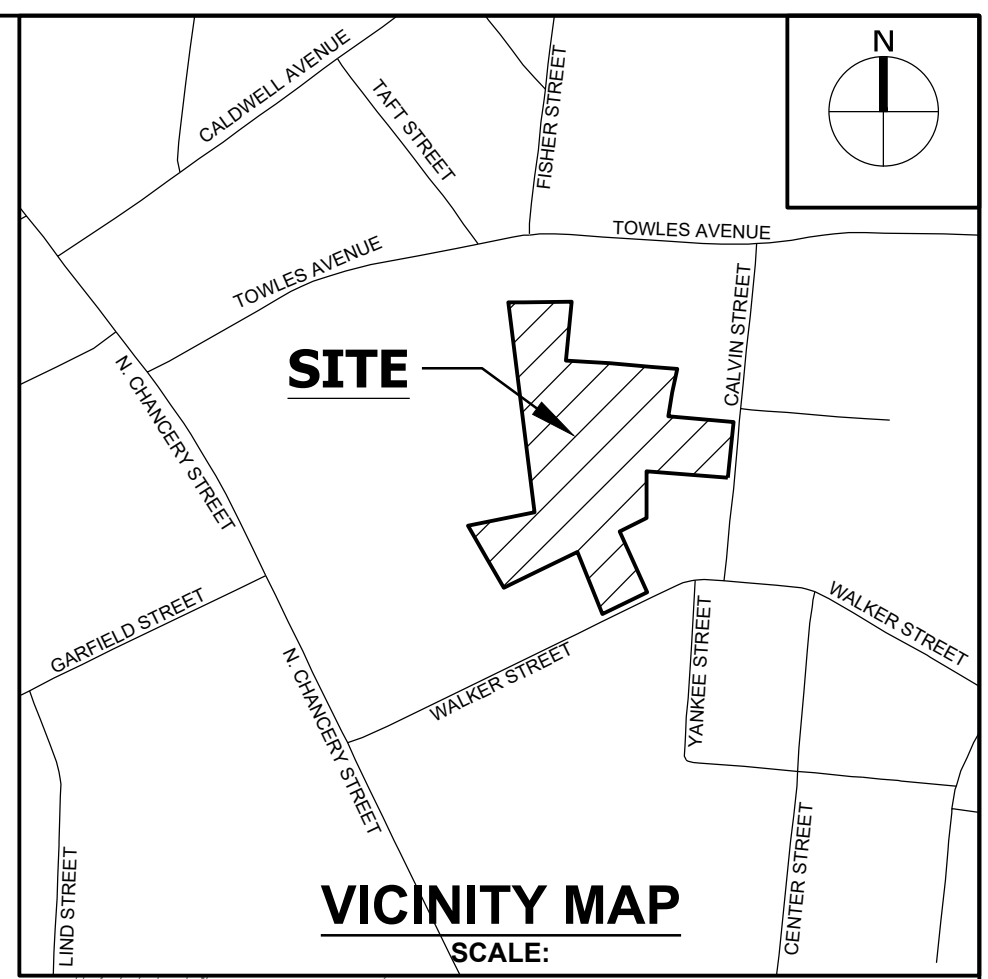 N
CALDWELL AVENUE
TAFT STREET
FISHER STREET
TOWLES AVENUE
TOWLES AVENUE
CALVIN STREET
SITE
N. CHANCERY STREET
GARFIELD STREET
WALKER STREET
YANKEE STREET
WALKER STREET
N. CHANCERY STREET
LIND STREET
CENTER STREET
VICINITY MAP
SCALE: